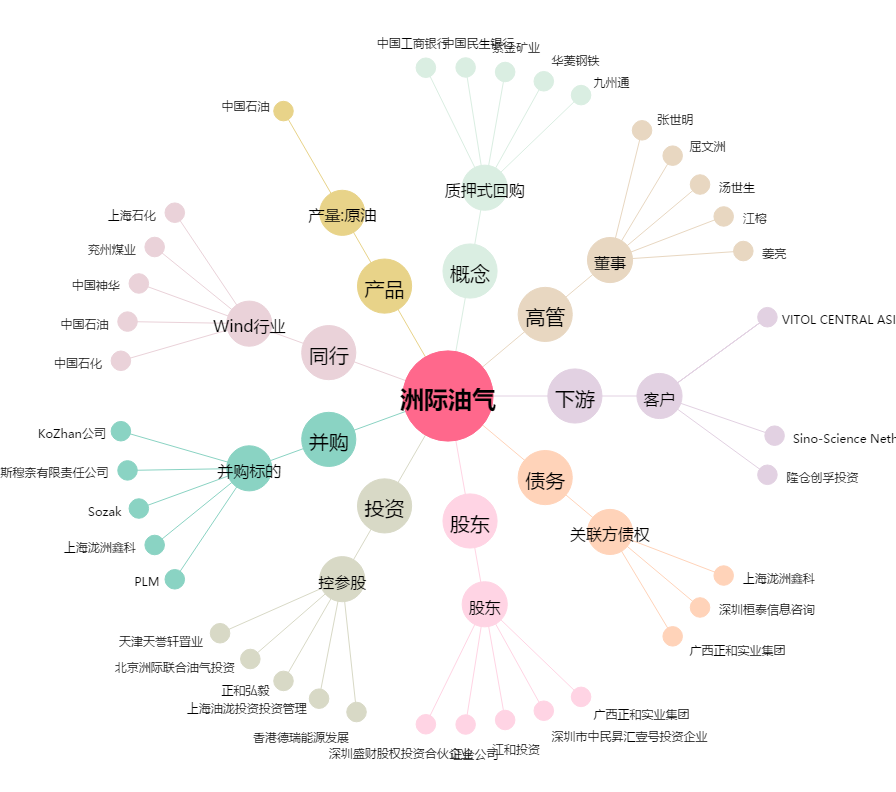 中国工商银行
中国民生银行
紫金矿业
华菱钢铁
九州通
质押式回购
概念
张世明
屈文洲
汤世生
江榕
姜亮
董事
高管
VITOL CENTRAL ASI
Sino-Science Neth
隆仓创孚投资
客户
下游
上海泷洲鑫科
深圳桓泰信息咨询
广西正和实业集团
关联方债权
债务
广西正和实业集团
深圳市中民昇汇壹号投资企业
江和投资
证金公司
深圳盛财股权投资合伙企业
股东
股东
香港德瑞能源发展
上海油泷投资投资管理
正和弘毅
北京洲际联合油气投资
天津天誉轩置业
控参股
投资
PLM
上海泷洲鑫科
Sozak
斯穆奈有限责任公司
KoZhan公司
并购标的
并购
中国石化
中国石油
中国神华
兖州煤业
上海石化
Wind行业
同行
中国石油
产量:原油
产品
洲际油气